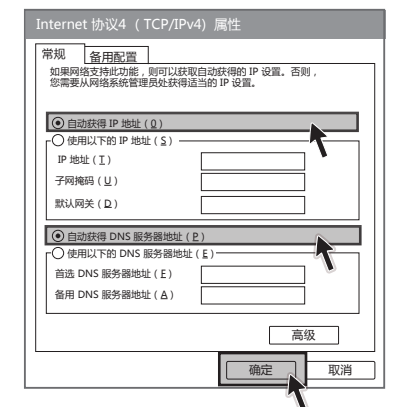 Internet 协议4 （ TCP/IPv4) 属性
常规 备用配置
如果网络支持此功能，则可以获取自动获得的 IP 设置。否则，
您需要从网络系统管理员处获得适当的 IP 设置。
自动获得 IP 地址 ( O )
使用以下的 IP 地址 ( S )
IP 地址 ( I )
子网掩码 ( U )
默认网关 ( D )
自动获得 DNS 服务器地址 ( P )
使用以下的 DNS 服务器地址 ( E )
首选 DNS 服务器地址 ( F )
备用 DNS 服务器地址 ( A )
高级
确定 取消